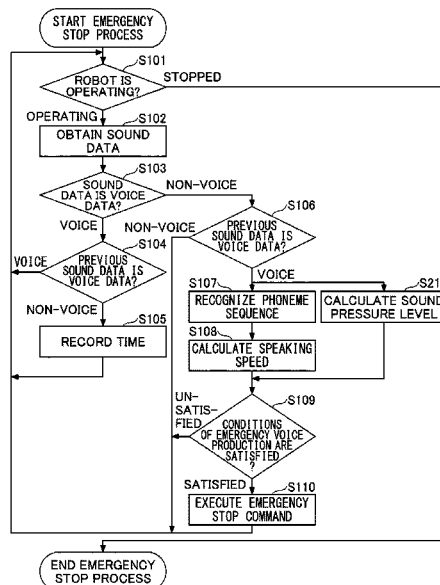 START EMERGENCY
STOP PROCESS
S101
ROBOT IS
OPERATING?
STOPPED
OPERATING
S102
OBTAIN SOUND
DATA
S103
SOUND
DATA IS VOICE
DATA?
NON-VOICE
VOICE
S104
PREVIOUS
SOUND DATA IS
VOICE DATA?
VOICE
NON-VOICE
S105
RECORD TIME
S106
PREVIOUS
SOUND DATA IS
VOICE DATA?
NON-VOICE
VOICE
S107
RECOGNIZE PHONEME
SEQUENCE
S21
CALCULATE SOUND
PRESSURE LEVEL
S108
CALCULATE SPEAKING
SPEED
S109
CONDITIONS
OF EMERGENCY VOICE
PRODUCTION ARE
SATISFIED
?
UN-
SATIS-
FIED
SATISFIED
S110
EXECUTE EMERGENCY
STOP COMMAND
END EMERGENCY
STOP PROCESS